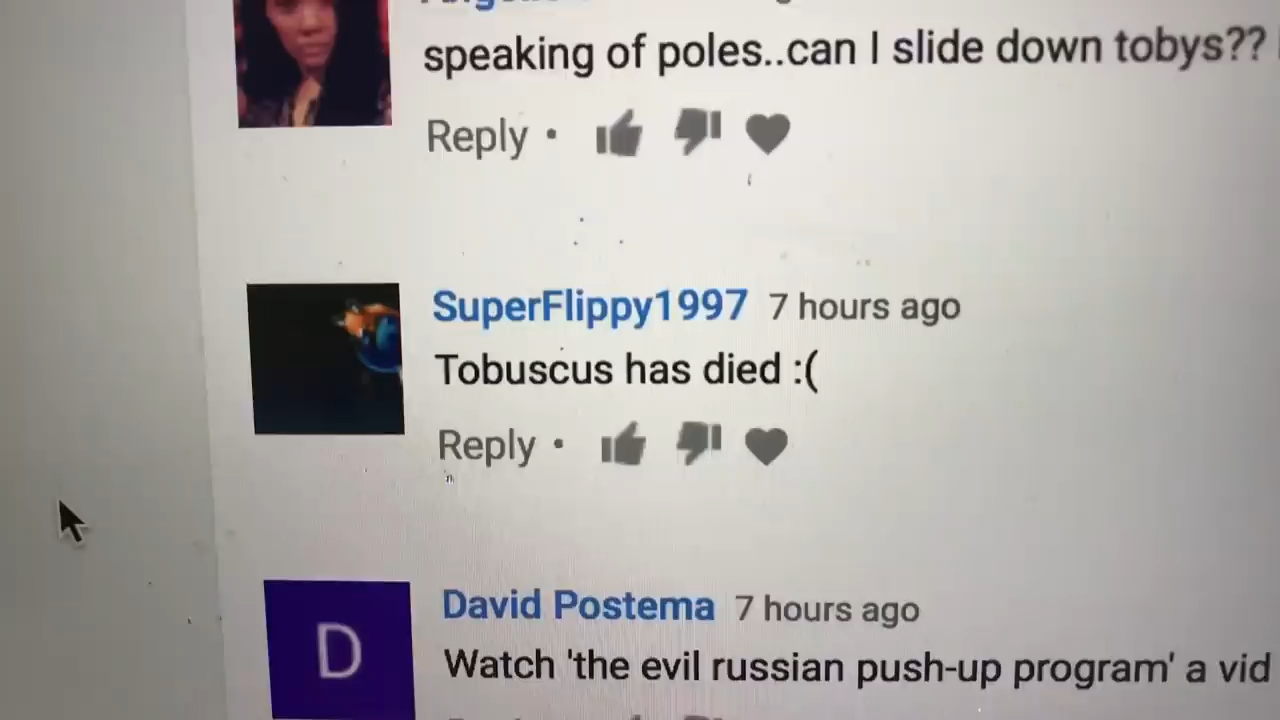 speaking of poles..can I slide down tobys??
Reply •
SuperFlippy1997 7 hours ago
Tobuscus has died :(
Reply •
D
David Postema 7 hours ago
Watch 'the evil russian push-up program' a vid